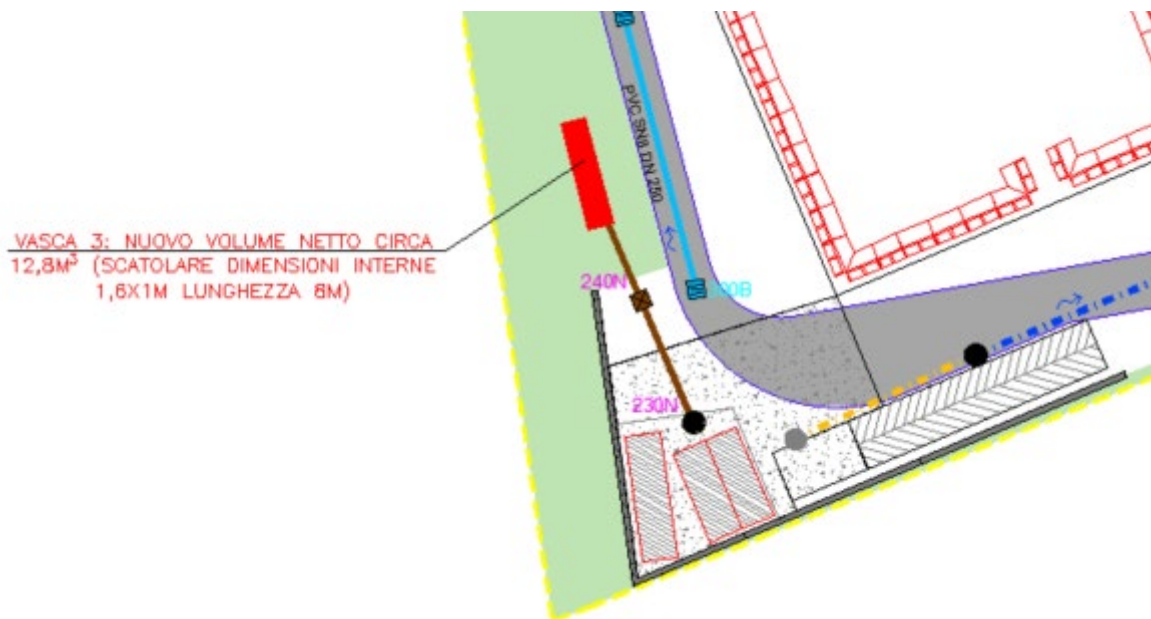 PVC SN8 DN 250
VASCA 3: NUOVO VOLUME NETTO CIRCA
12,8M³ (SCATOLARE DIMENSIONI INTERNE
1,6X1M LUNGHEZZA 8M)
240N
230N